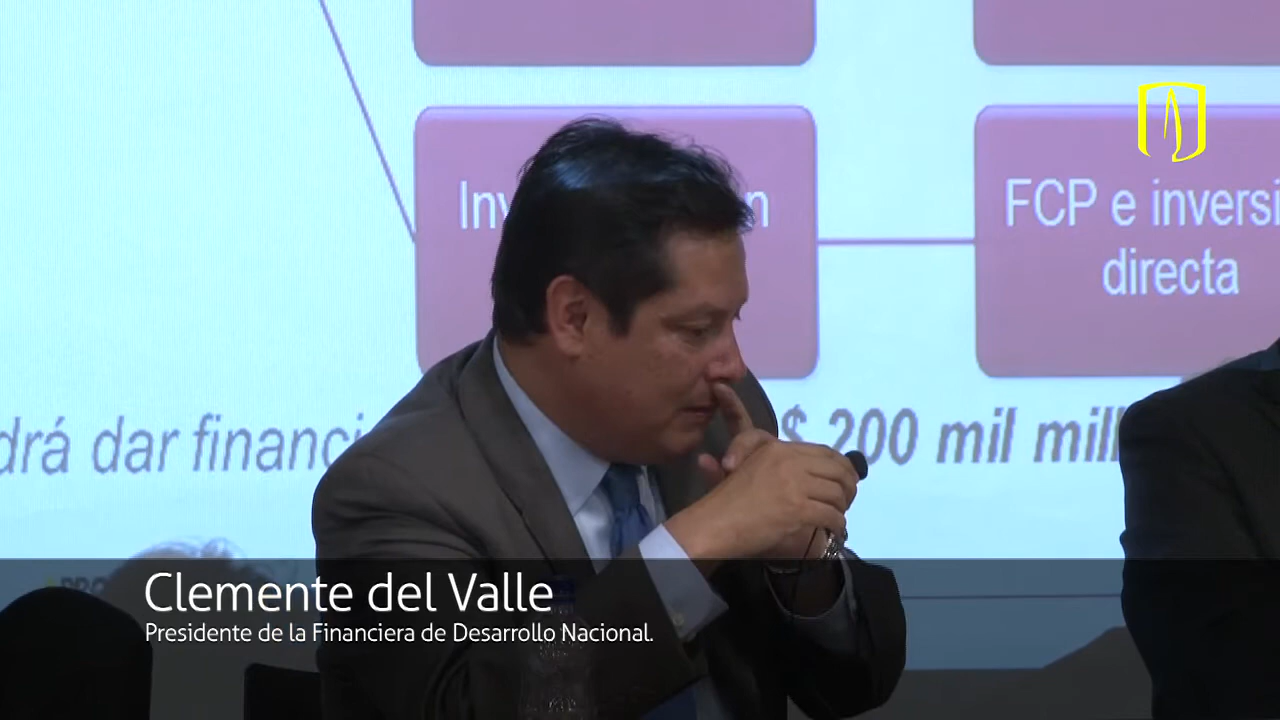 FCP e inversi
directa
drá dar financi $ 200 mil mill
Clemente del Valle
Presidente de la Financiera de Desarrollo Nacional.